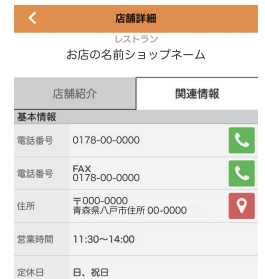 店舗詳細
レストラン
お店の名前ショップネーム
店舗紹介
関連情報
基本情報
電話番号
0178-00-0000
電話番号
FAX
0178-00-0000
住所
〒000-0000
青森県八戸市住所 00-0000
営業時間
11:30~14:00
定休日
日、祝日